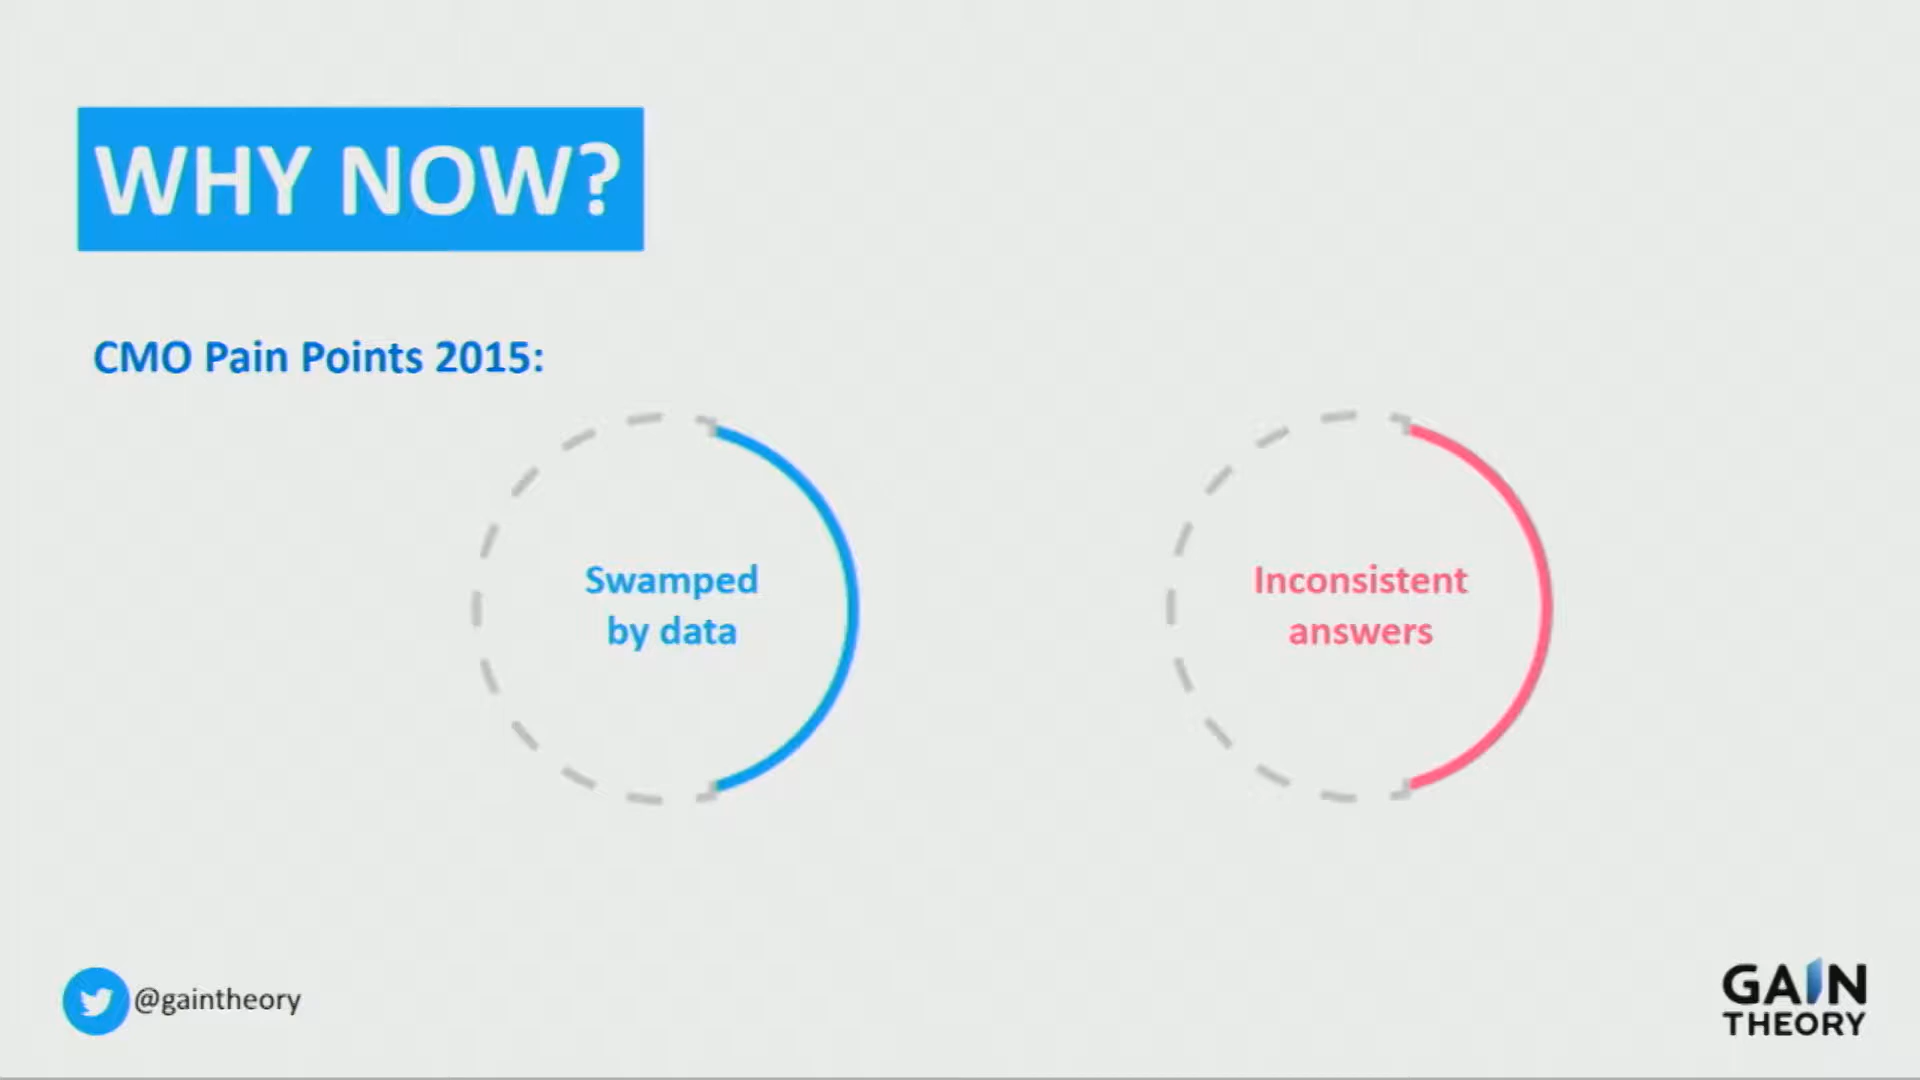 WHY NOW?
CMO Pain Points 2015:
Swamped
by data
Inconsistent
answers
@gaintheory
GAIN
THEORY